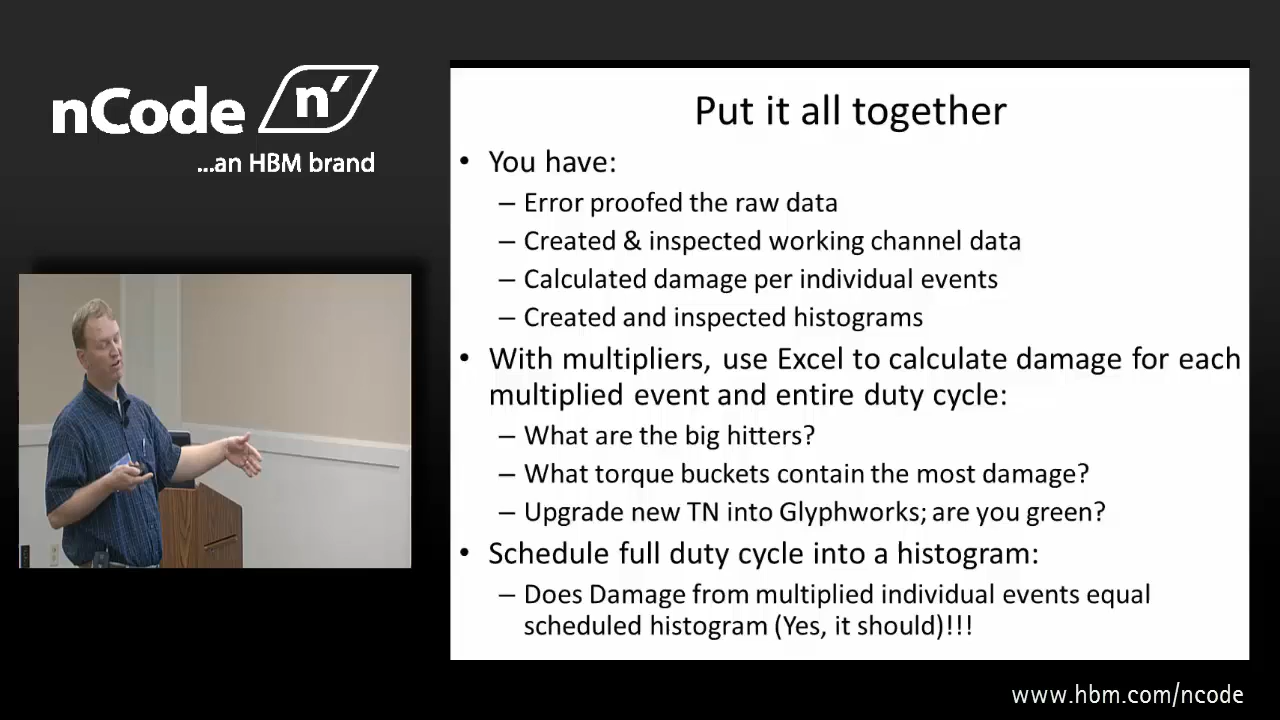 nCode n'
...an HBM brand
Put it all together
• You have:
– Error proofed the raw data
– Created & inspected working channel data
– Calculated damage per individual events
– Created and inspected histograms
• With multipliers, use Excel to calculate damage for each
multiplied event and entire duty cycle:
– What are the big hitters?
– What torque buckets contain the most damage?
– Upgrade new TN into Glyphworks; are you green?
• Schedule full duty cycle into a histogram:
– Does Damage from multiplied individual events equal
scheduled histogram (Yes, it should)!!!
www.hbm.com/ncode